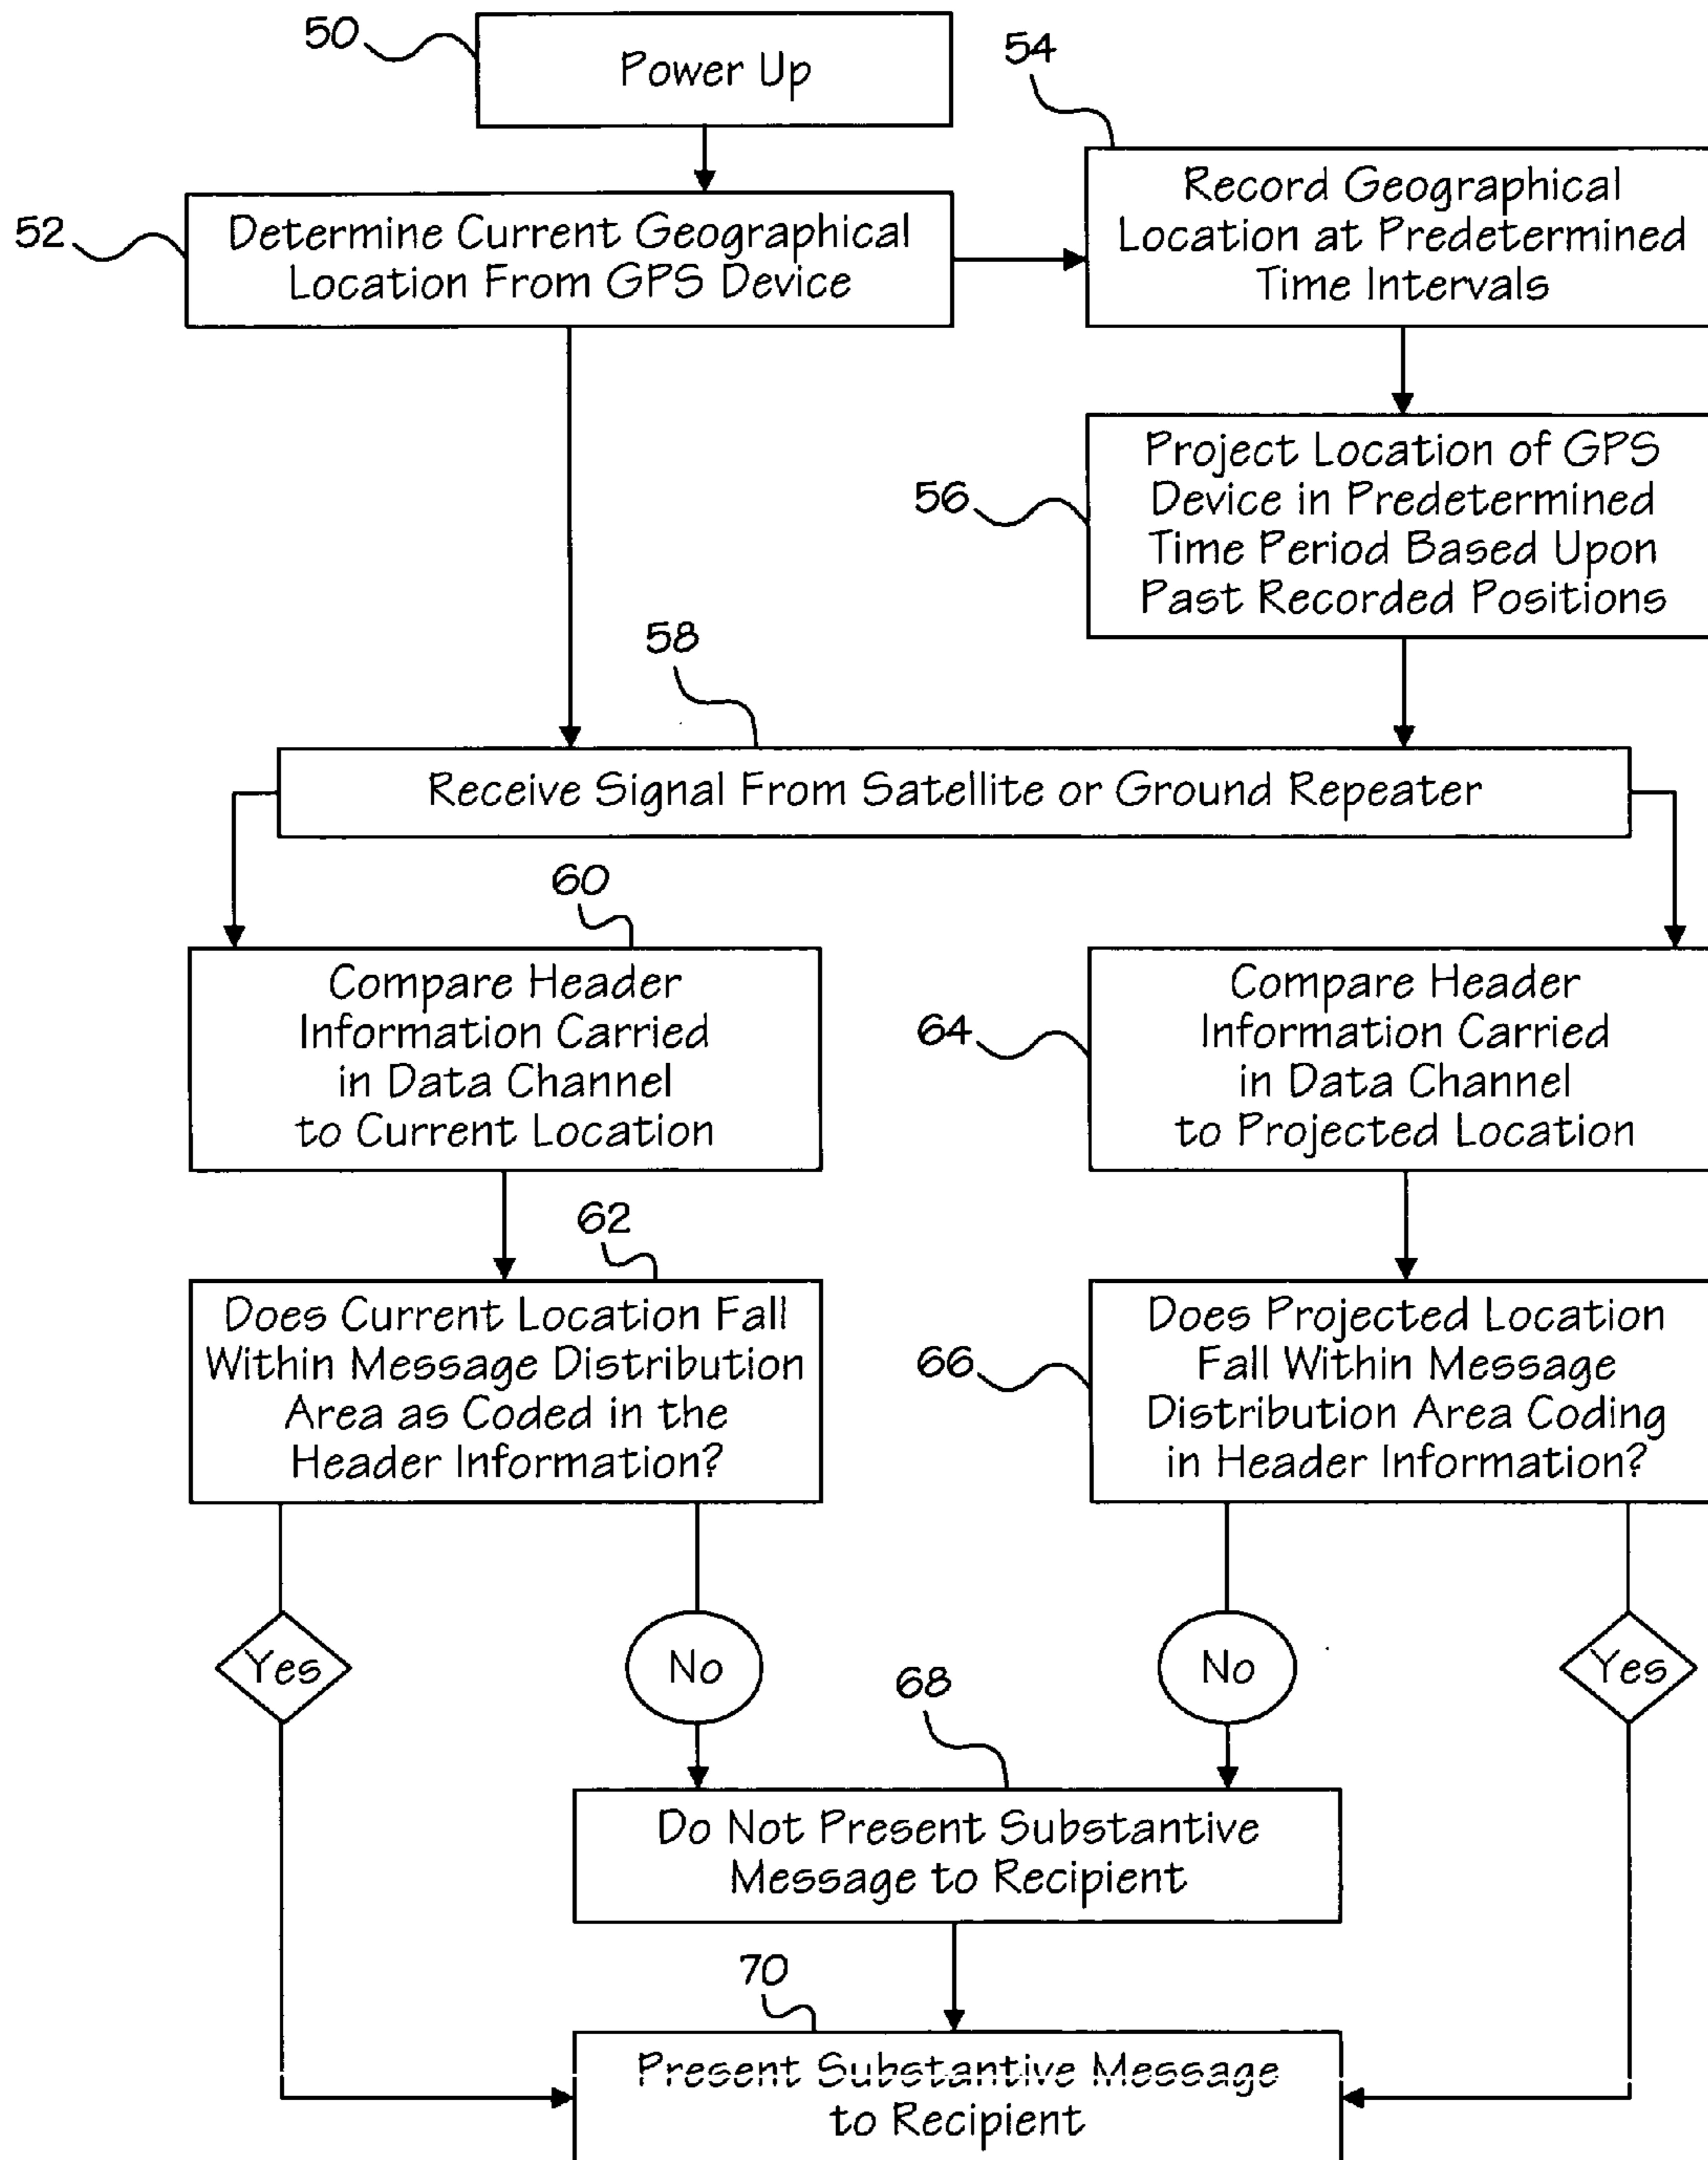 50
Power Up
54
52
Determine Current Geographical
Location From GPS Device
Record Geographical
Location at Predetermined
Time Intervals
56
Project Location of GPS
Device in Predetermined
Time Period Based Upon
Past Recorded Positions
58
Receive Signal From Satellite or Ground Repeater
60
Compare Header
Information Carried
in Data Channel
to Current Location
64
Compare Header
Information Carried
in Data Channel
to Projected Location
62
Does Current Location Fall
Within Message Distribution
Area as Coded in the
Header Information?
66
Does Projected Location
Fall Within Message
Distribution Area Coding
in Header Information?
Yes
No
No
Yes
68
Do Not Present Substantive
Message to Recipient
70
Present Substantive Message
to Recipient